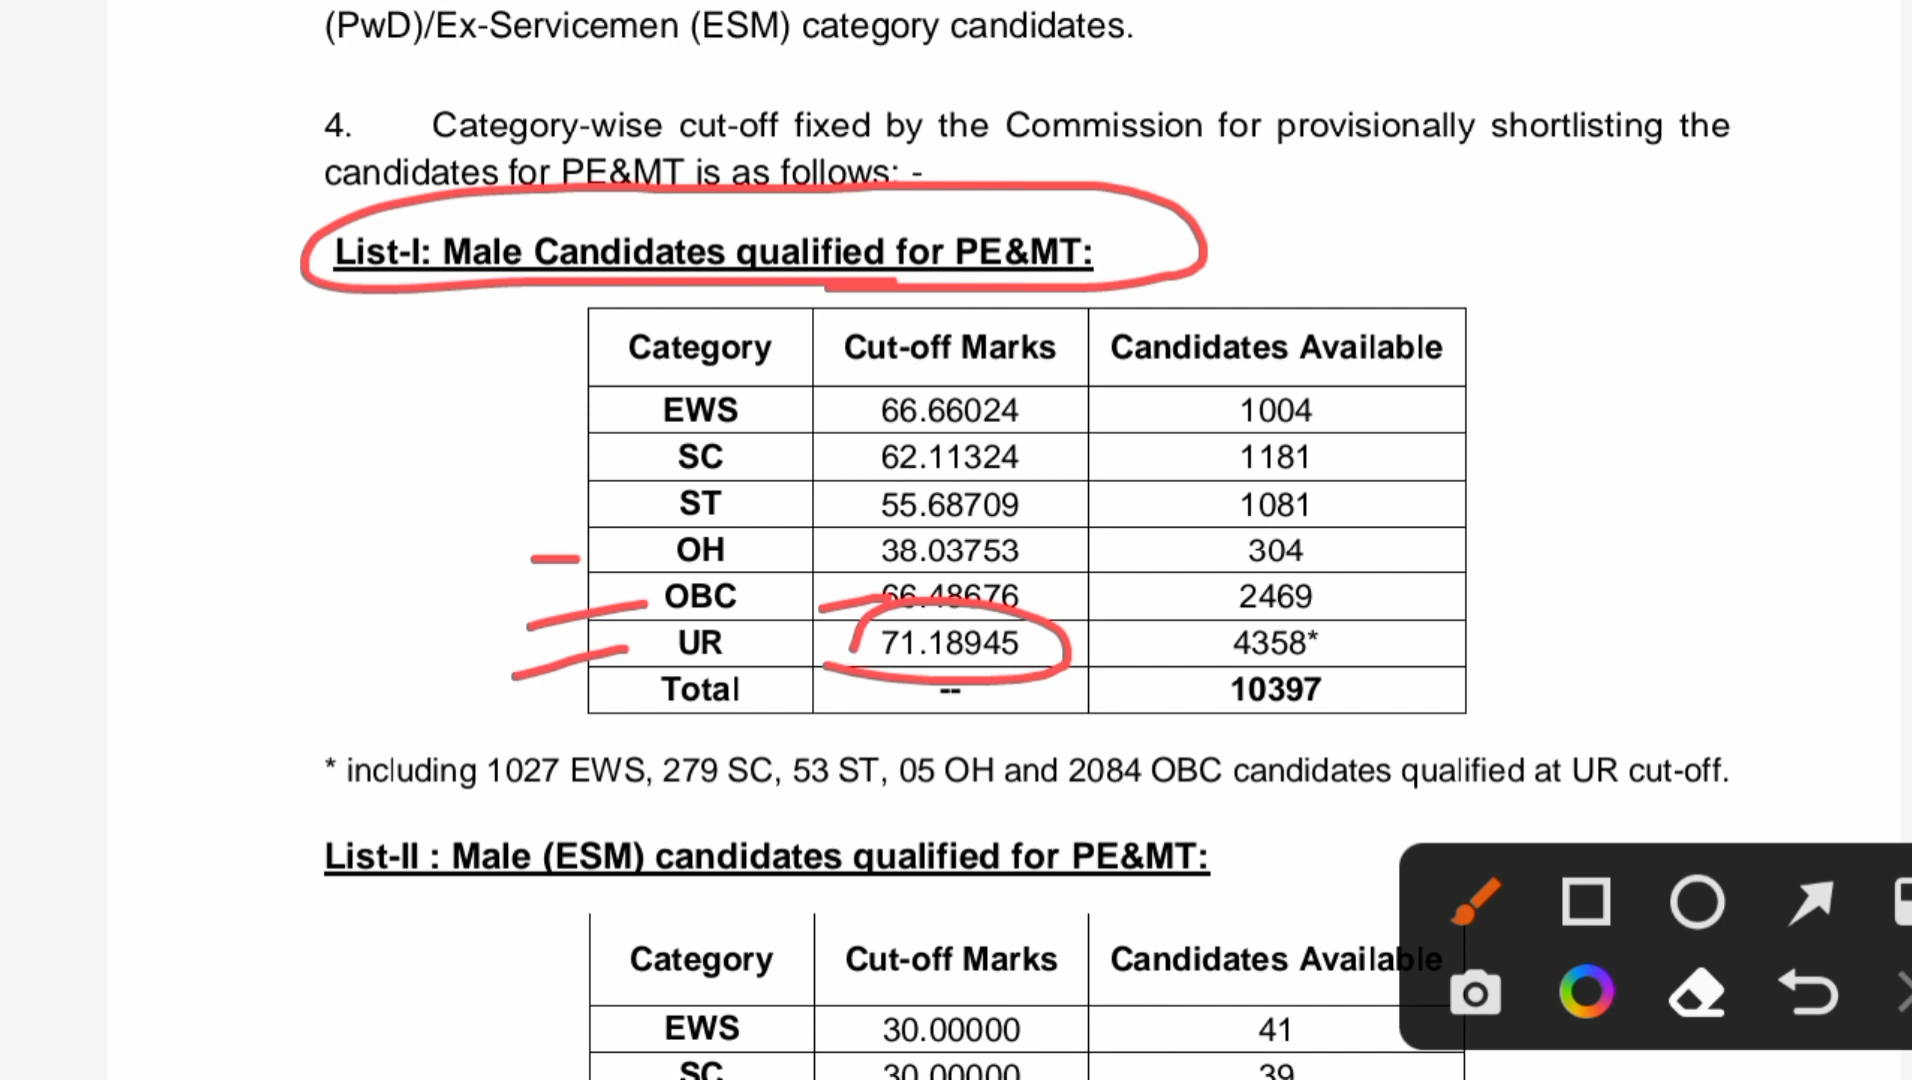 (PwD)/Ex-Servicemen (ESM) category candidates.
4. Category-wise cut-off fixed by the Commission for provisionally shortlisting the
candidates for PE&MT is as follows: -
List-I: Male Candidates qualified for PE&MT:
Category Cut-off Marks Candidates Available
EWS 66.66024 1004
SC 62.11324 1181
ST 55.68709 1081
OH 38.03753 304
OBC 66.48676 2469
UR 71.18945 4358*
Total -- 10397
* including 1027 EWS, 279 SC, 53 ST, 05 OH and 2084 OBC candidates qualified at UR cut-off.
List-II : Male (ESM) candidates qualified for PE&MT:
Category Cut-off Marks Candidates Available
EWS 30.00000 41
SC 30.00000 39